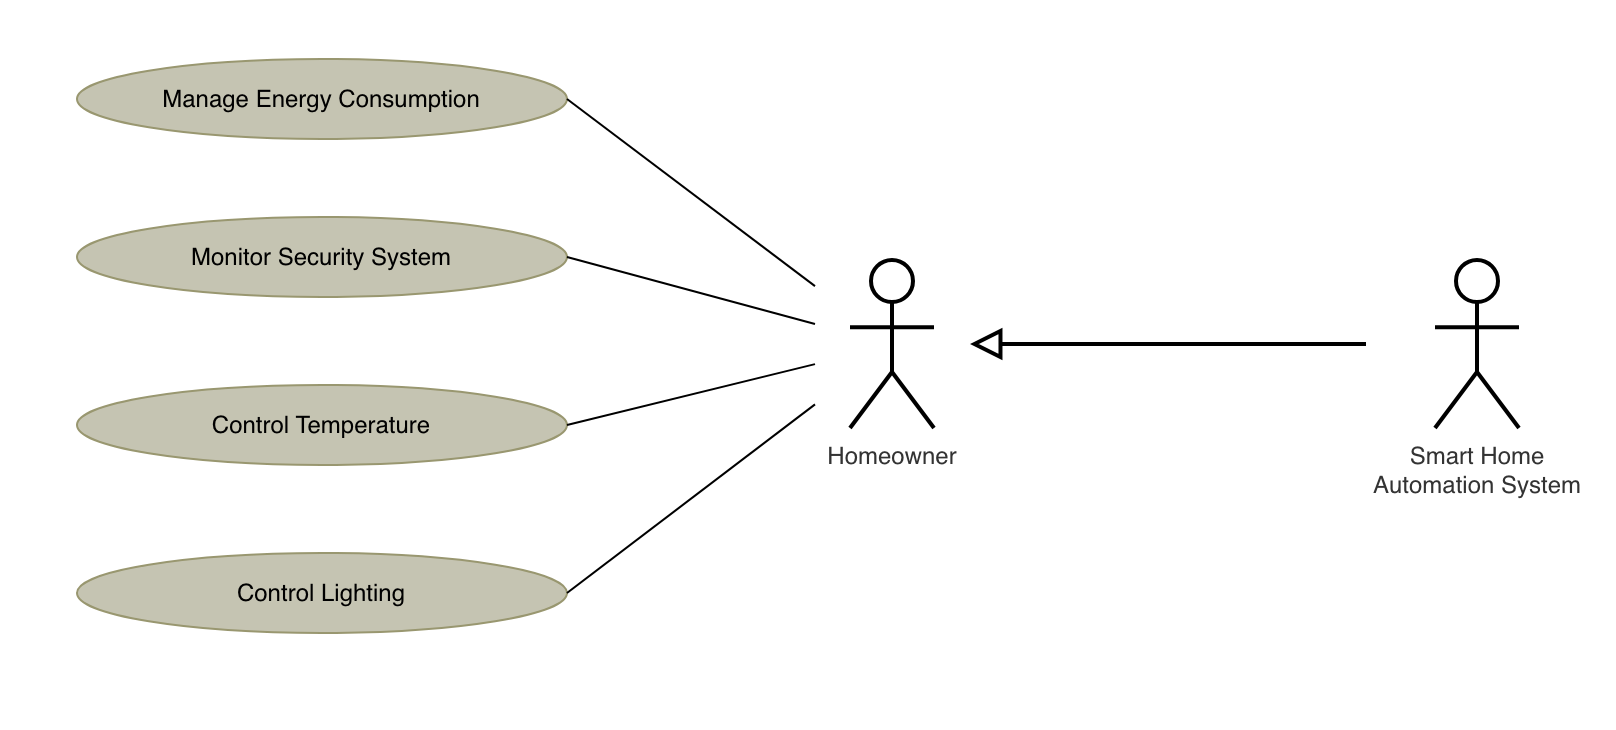 Manage Energy Consumption
Monitor Security System
Control Temperature
Control Lighting
Homeowner
Smart Home
Automation System